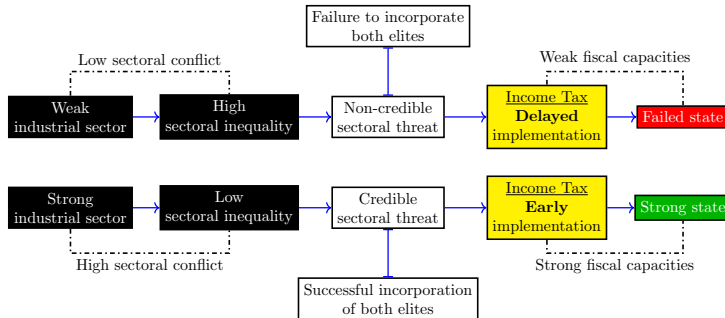 Failure to incorporate
both elites
Low sectoral conflict
Weak fiscal capacities
Weak
industrial sector
High
sectoral inequality
Non-credible
sectoral threat
Income Tax
Delayed
implementation
Failed state
Strong
industrial sector
Low
sectoral inequality
Credible
sectoral threat
Income Tax
Early
implementation
Strong state
High sectoral conflict
Strong fiscal capacities
Successful incorporation
of both elites